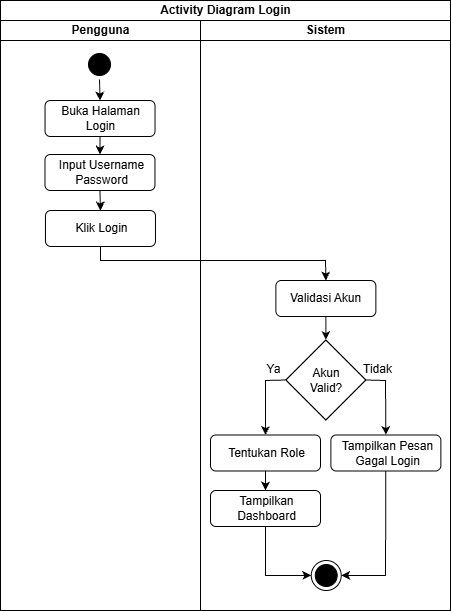 Activity Diagram Login
Pengguna
Sistem
Buka Halaman
Login
Input Username
Password
Klik Login
Validasi Akun
Akun
Valid?
Ya
Tidak
Tentukan Role
Tampilkan Pesan
Gagal Login
Tampilkan
Dashboard